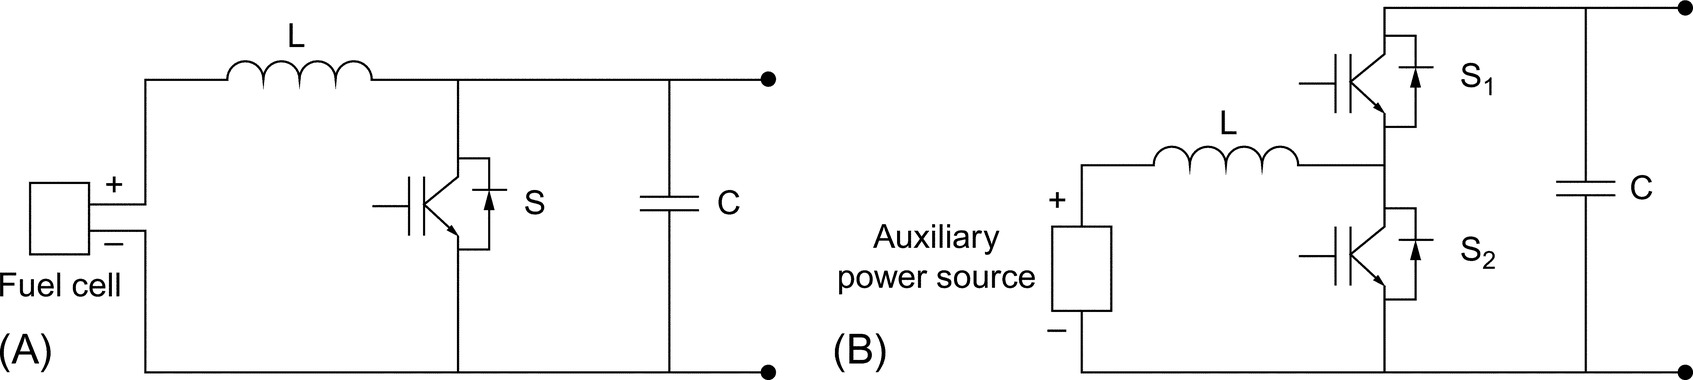 L
+
S
C
–
Fuel cell
(A)
S1
L
+
C
Auxiliary
power source
S2
–
(B)